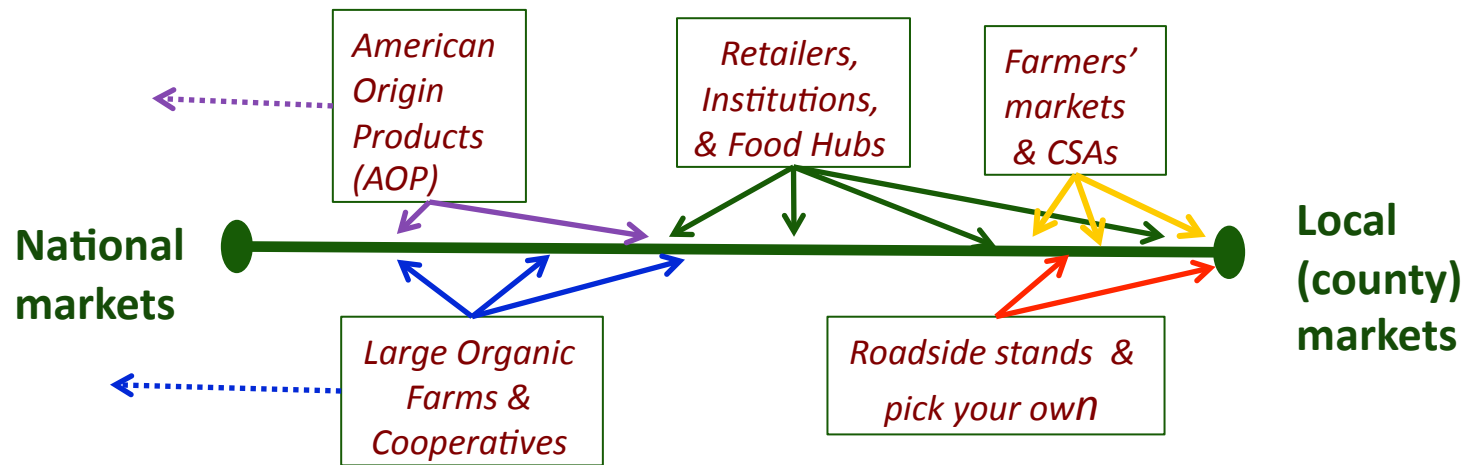 American
Origin
Products
(AOP)
Retailers,
Institutions,
& Food Hubs
Farmers’
markets
& CSAs
National
markets
Local
(county)
markets
Large Organic
Farms &
Cooperatives
Roadside stands &
pick your own